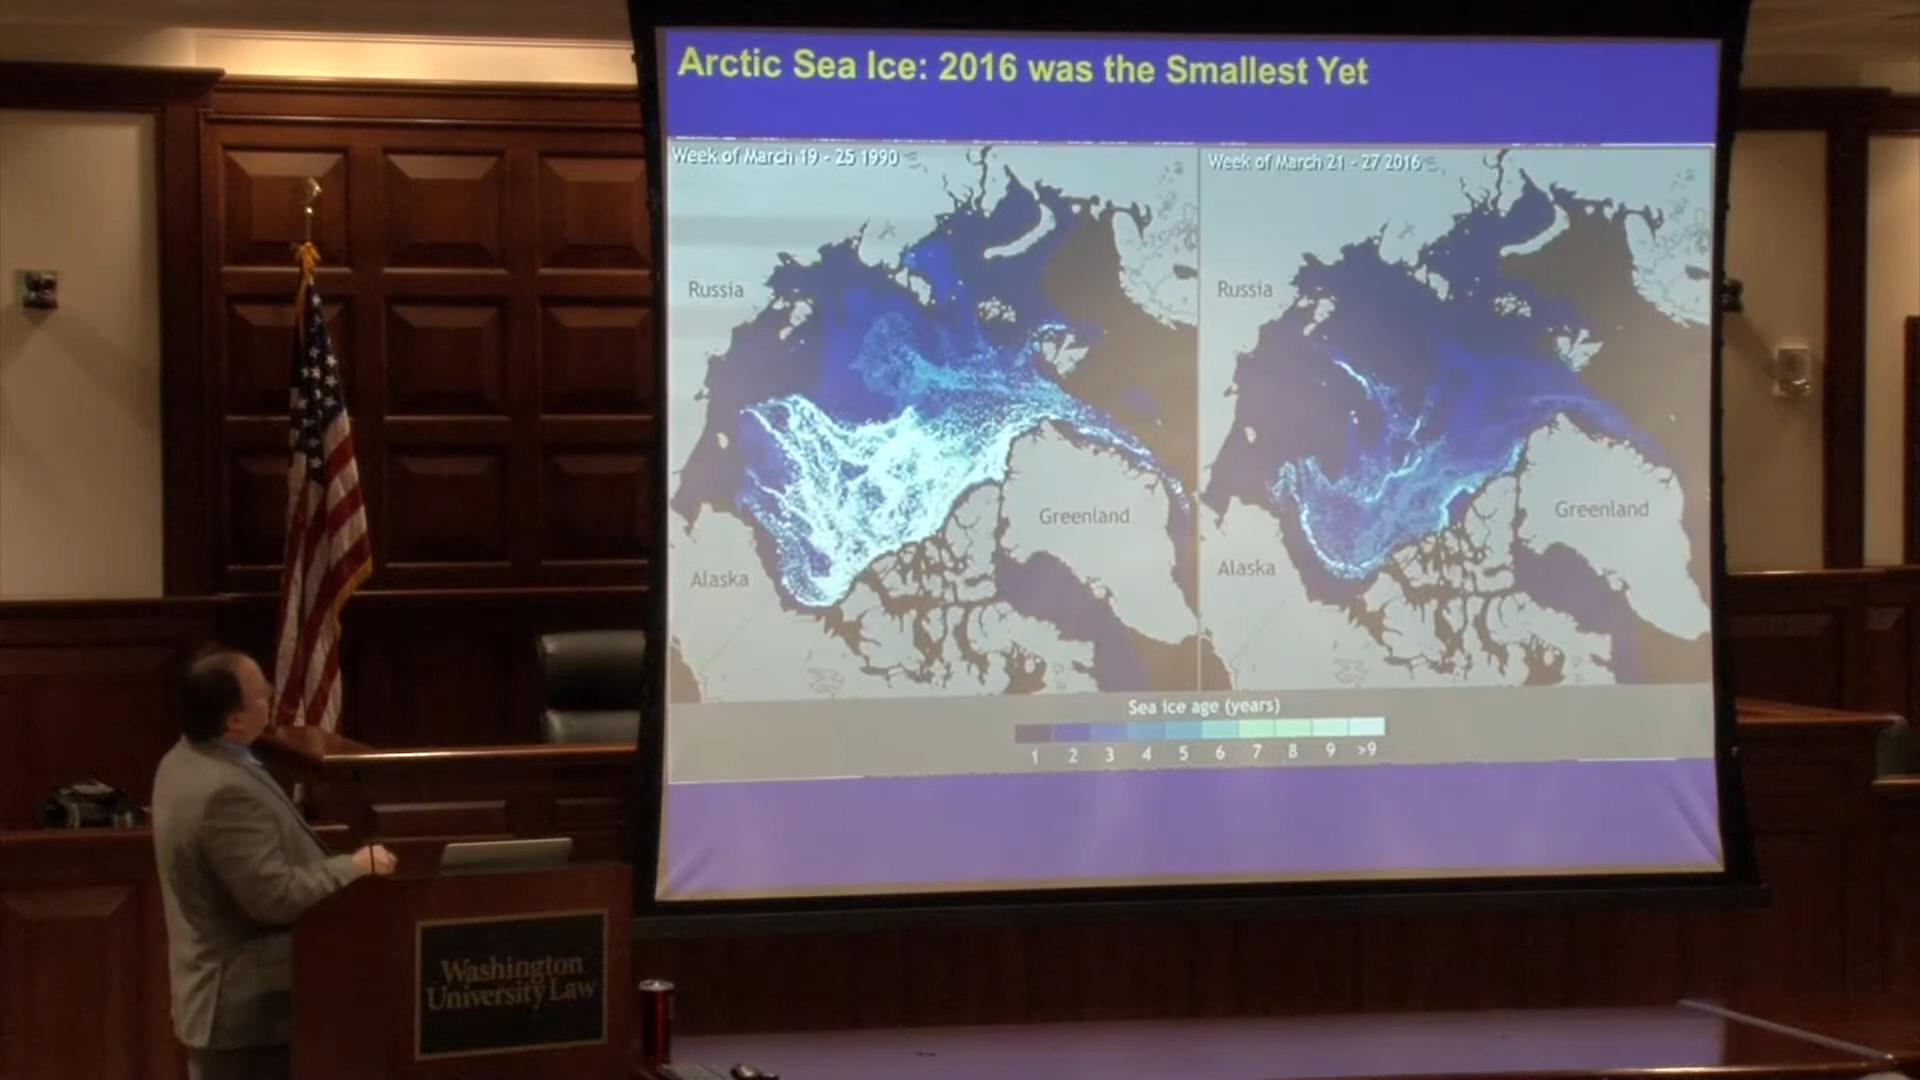 Arctic Sea Ice: 2016 was the Smallest Yet
Week of March 19 - 25 1990
Week of March 21 - 27 2016
Russia
Russia
Greenland
Greenland
Alaska
Alaska
Sea ice age (years)
1 2 3 4 5 6 7 8 9 >9
Washington
University Law